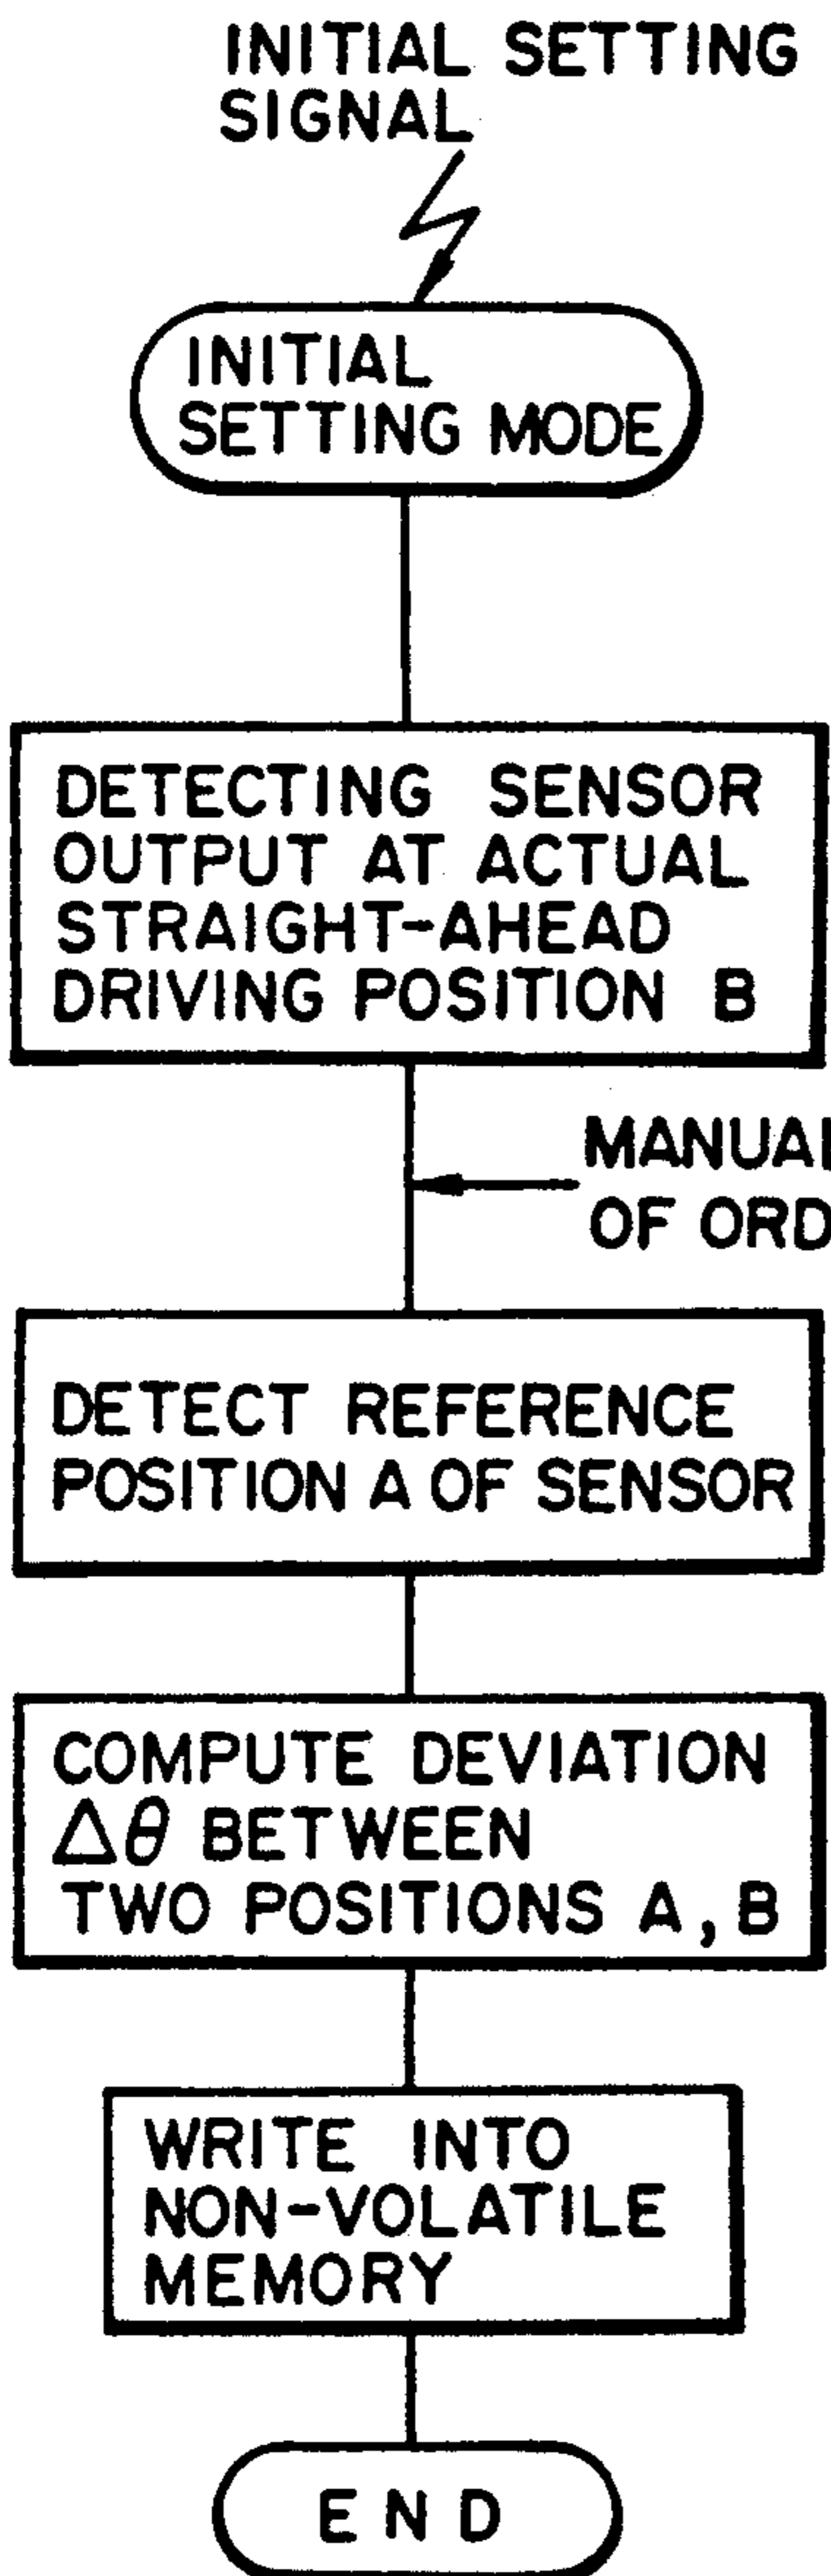 INITIAL SETTING
SIGNAL
INITIAL
SETTING MODE
DETECTING SENSOR
OUTPUT AT ACTUAL
STRAIGHT-AHEAD
DRIVING POSITION B
MANUAL
OF
DETECT REFERENCE
POSITION A OF SENSOR
COMPUTE DEVIATION
Δθ BETWEEN
TWO POSITIONS A, B
WRITE INTO
NON-VOLATILE
MEMORY
END